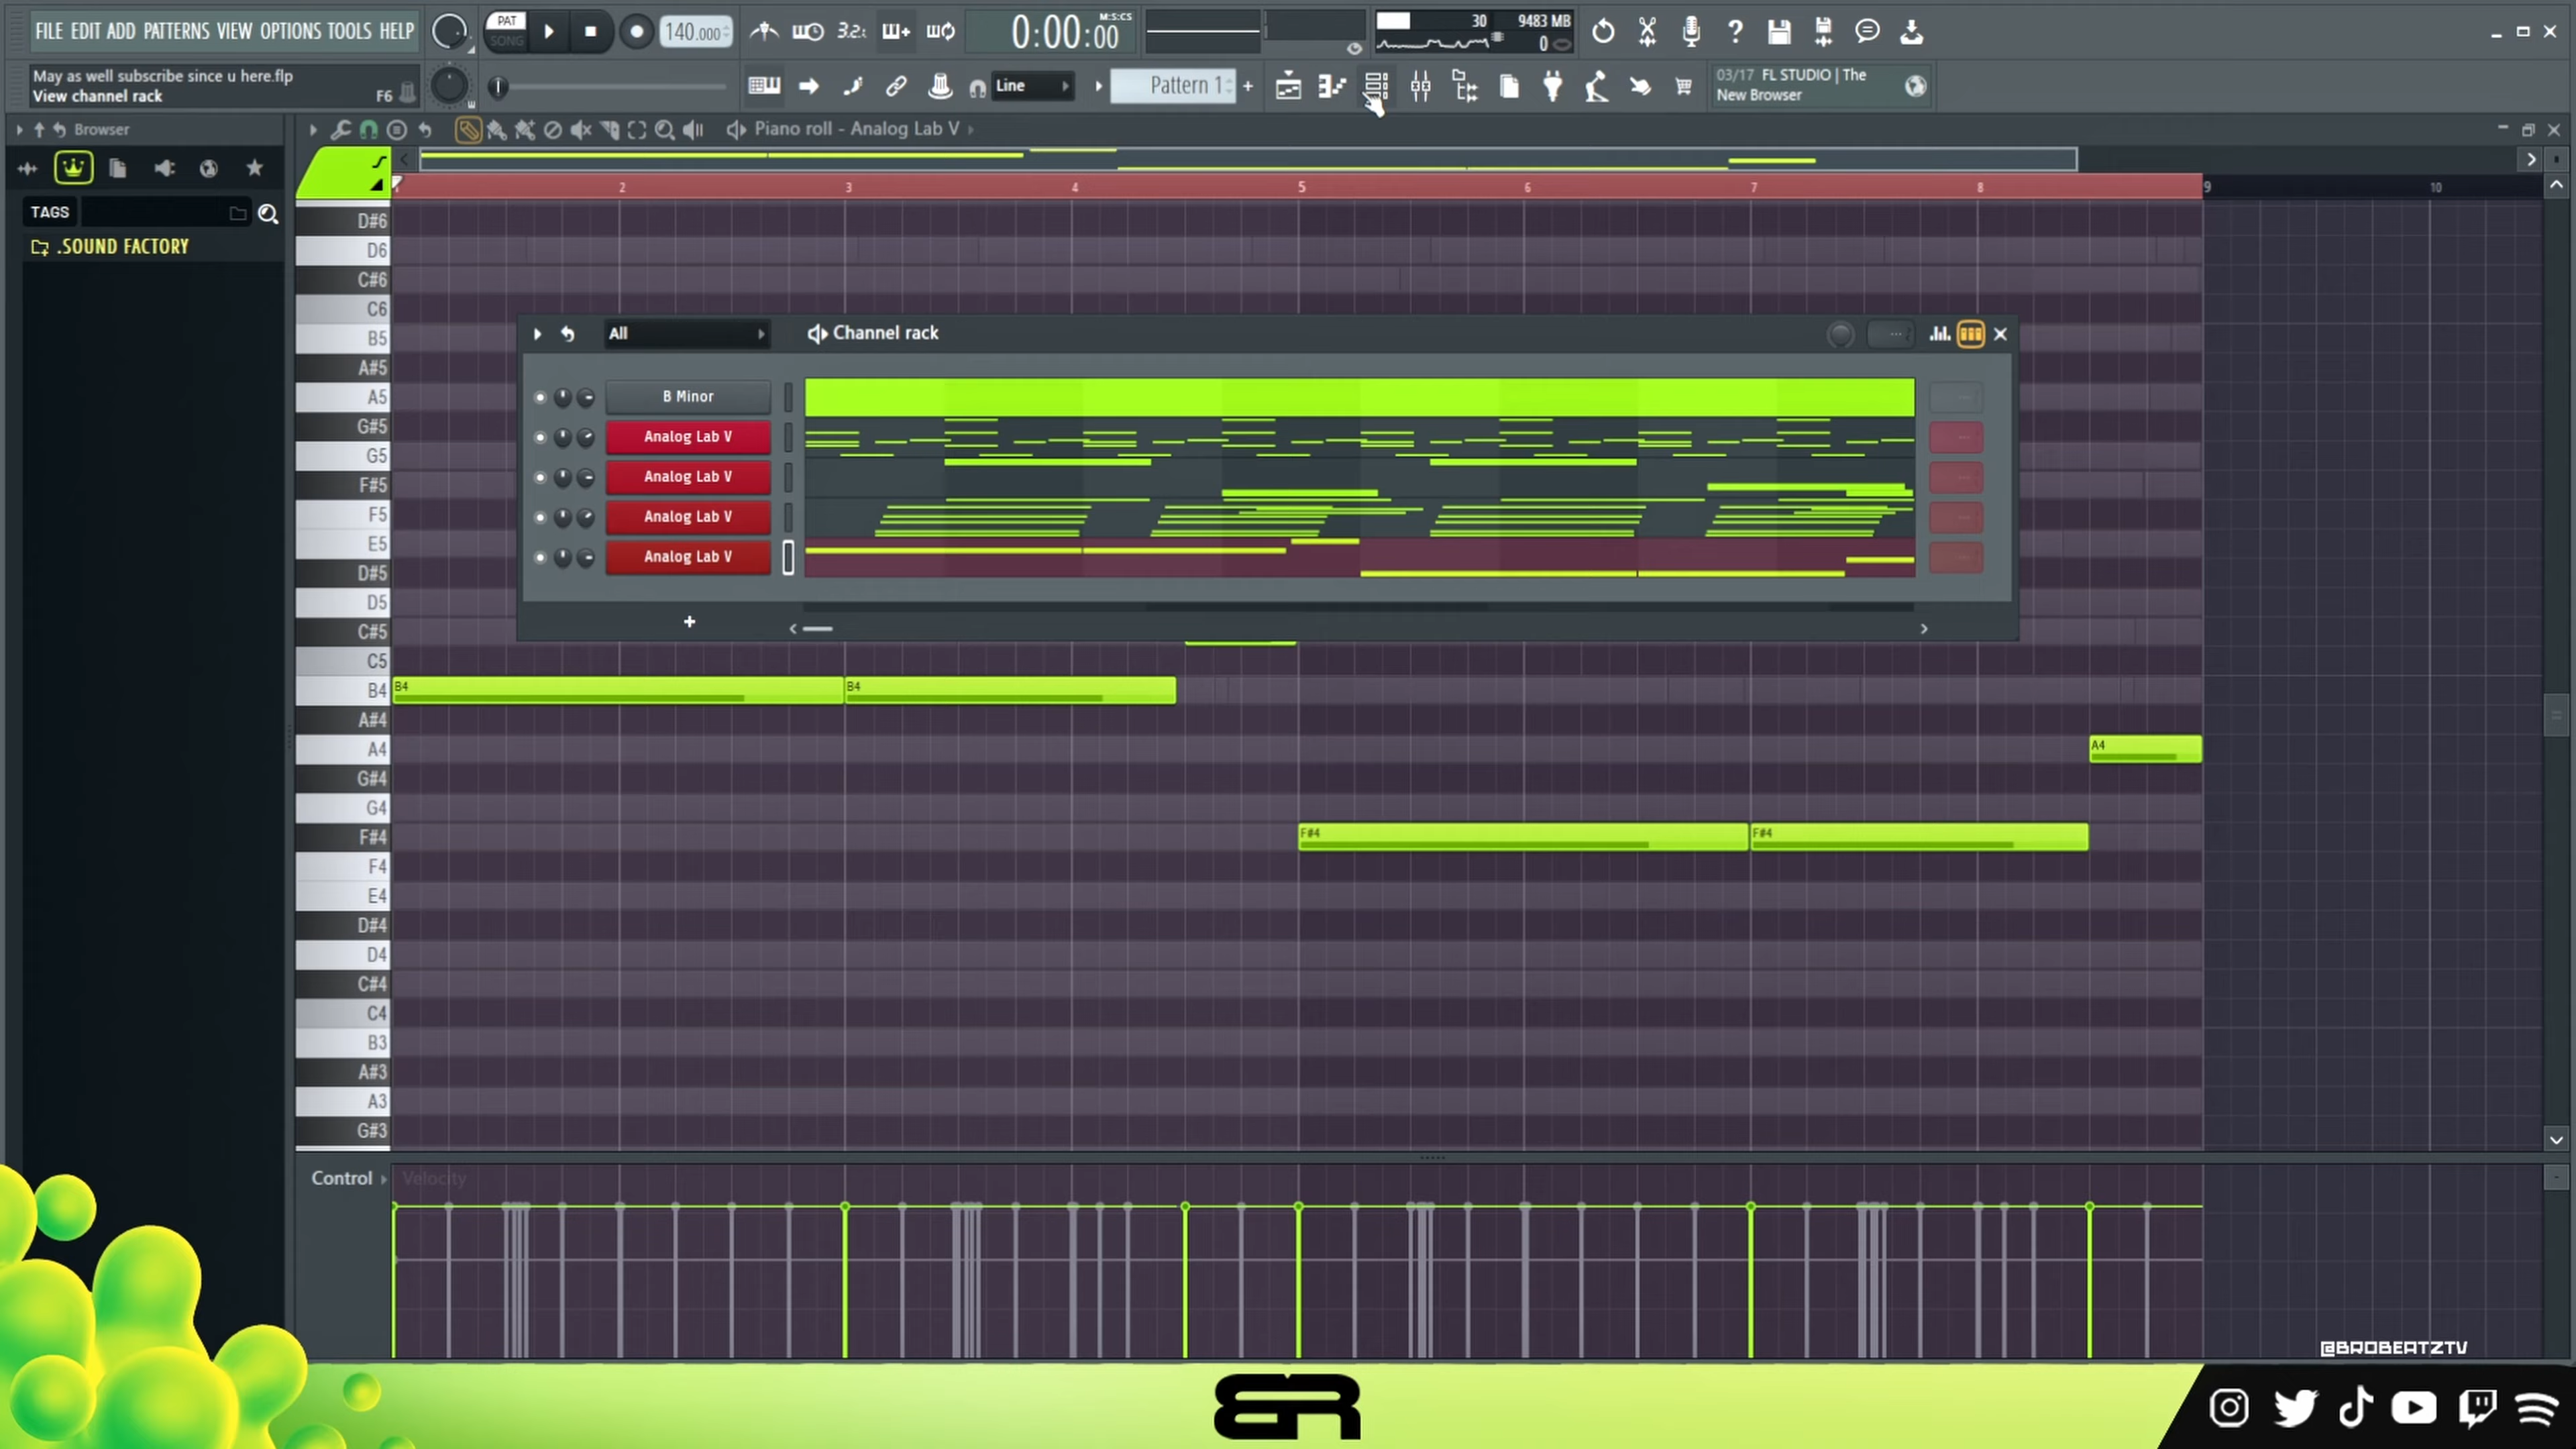 FILE EDIT ADD PATTERNS VIEW OPTIONS TOOLS HELP
PAT
SONG
140.000
3.2.
M:S:CS
0:00:00
30
9483 MB
0
May as well subscribe since u here.flp
View channel rack
F6
Line
Pattern 1
03/17 FL STUDIO | The
New Browser
Browser
Piano roll - Analog Lab V
TAGS
.SOUND FACTORY
2
3
4
5
6
7
8
9
10
D#6
D6
C#6
C6
B5
A#5
A5
G#5
G5
F#5
F5
E5
D#5
D5
C#5
C5
B4
A#4
A4
G#4
G4
F#4
F4
E4
D#4
D4
C#4
C4
B3
A#3
A3
G#3
All
Channel rack
B Minor
Analog Lab V
Analog Lab V
Analog Lab V
Analog Lab V
B4
B4
A4
F#4
F#4
Control
Velocity
@BROBEATZTV
BR